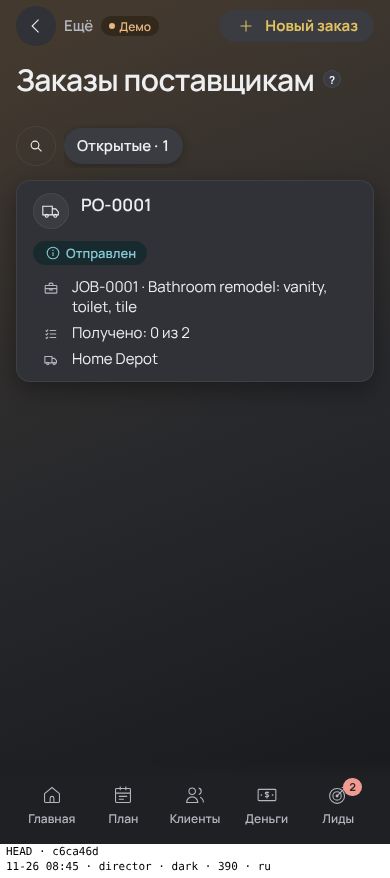 Ещё
Демо
Новый заказ
Заказы поставщикам
?
Открытые · 1
PO-0001
Отправлен
JOB-0001 · Bathroom remodel: vanity,
toilet, tile
Получено: 0 из 2
Home Depot
2
Главная
План
Клиенты
Деньги
Лиды
HEAD · c6ca46d
11-26 08:45 · director · dark · 390 · ru